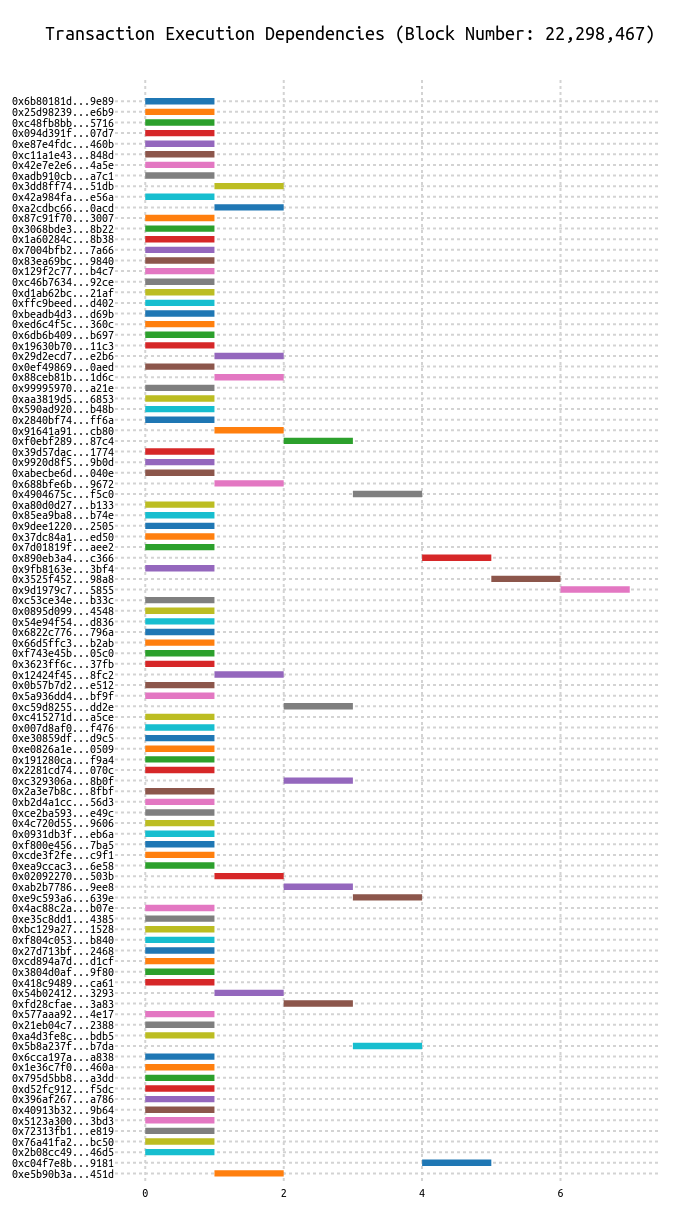 Transaction Execution Dependencies (Block Number: 22,298,467)
0x6b80181d...9e89
0x25d98239...e6b9
0xc48fb8bb...5716
0x094d391f...07d7
0xe87e4fdc...460b
0xc11a1e43...848d
0x42e7e2e6...4a5e
0xadb910cb...a7c1
0x3dd8ff74...51db
0x42a984fa...e56a
0xa2cdbc66...0acd
0x87c91f70...3007
0x3068bde3...8b22
0x1a60284c...8b38
0x7004bfb2...7a66
0x83ea69bc...9840
0x129f2c77...b4c7
0xc46b7634...92ce
0xd1ab62bc...21af
0xffc9beed...d402
0xbeadb4d3...d69b
0xed6c4f5c...360c
0x6db6b409...b697
0x19630b70...11c3
0x29d2ecd7...e2b6
0x0ef49869...0aed
0x88ceb81b...1d6c
0x99995970...a21e
0xaa3819d5...6853
0x590ad920...b48b
0x2840bf74...ff6a
0x91641a91...cb80
0xf0ebf289...87c4
0x39d57dac...1774
0x9920d8f5...9b0d
0xabecbe6d...040e
0x688bfe6b...9672
0x4904675c...f5c0
0xa80d0d27...b133
0x85ea9ba8...b74e
0x9dee1220...2505
0x37dc84a1...ed50
0x7d01819f...aee2
0x890eb3a4...c366
0x9fb8163e...3bf4
0x3525f452...98a8
0x9d1979c7...5855
0xc53ce34e...b33c
0x0895d099...4548
0x54e94f54...d836
0x6822c776...796a
0x66d5ffc3...b2ab
0xf743e45b...05c0
0x3623ff6c...37fb
0x12424f45...8fc2
0x0b57b7d2...e512
0x5a936dd4...bf9f
0xc59d8255...dd2e
0xc415271d...a5ce
0x007d8af0...f476
0xe30859df...d9c5
0xe0826a1e...0509
0x191280ca...f9a4
0x2281cd74...070c
0xc329306a...8b0f
0x2a3e7b8c...8fbf
0xb2d4a1cc...56d3
0xce2ba593...e49c
0x4c720d55...9606
0x0931db3f...eb6a
0xf800e456...7ba5
0xcde3f2fe...c9f1
0xea9ccac3...6e58
0x02092270...503b
0xab2b7786...9ee8
0xe9c593a6...639e
0x4ac88c2a...b07e
0xe35c8dd1...4385
0xbc129a27...1528
0xf804c053...b840
0x27d713bf...2468
0xcd894a7d...d1cf
0x3804d0af...9f80
0x418c9489...ca61
0x54b02412...3293
0xfd28cfae...3a83
0x577aaa92...4e17
0x21eb04c7...2388
0xa4d3fe8c...bdb5
0x5b8a237f...b7da
0x6cca197a...a838
0x1e36c7f0...460a
0x795d5bb8...a3dd
0xd52fc912...f5dc
0x396af267...a786
0x40913b32...9b64
0x5123a300...3bd3
0x72313fb1...e819
0x76a41fa2...bc50
0x2b08cc49...46d5
0xc04f7e8b...9181
0xe5b90b3a...451d
0 2 4 6